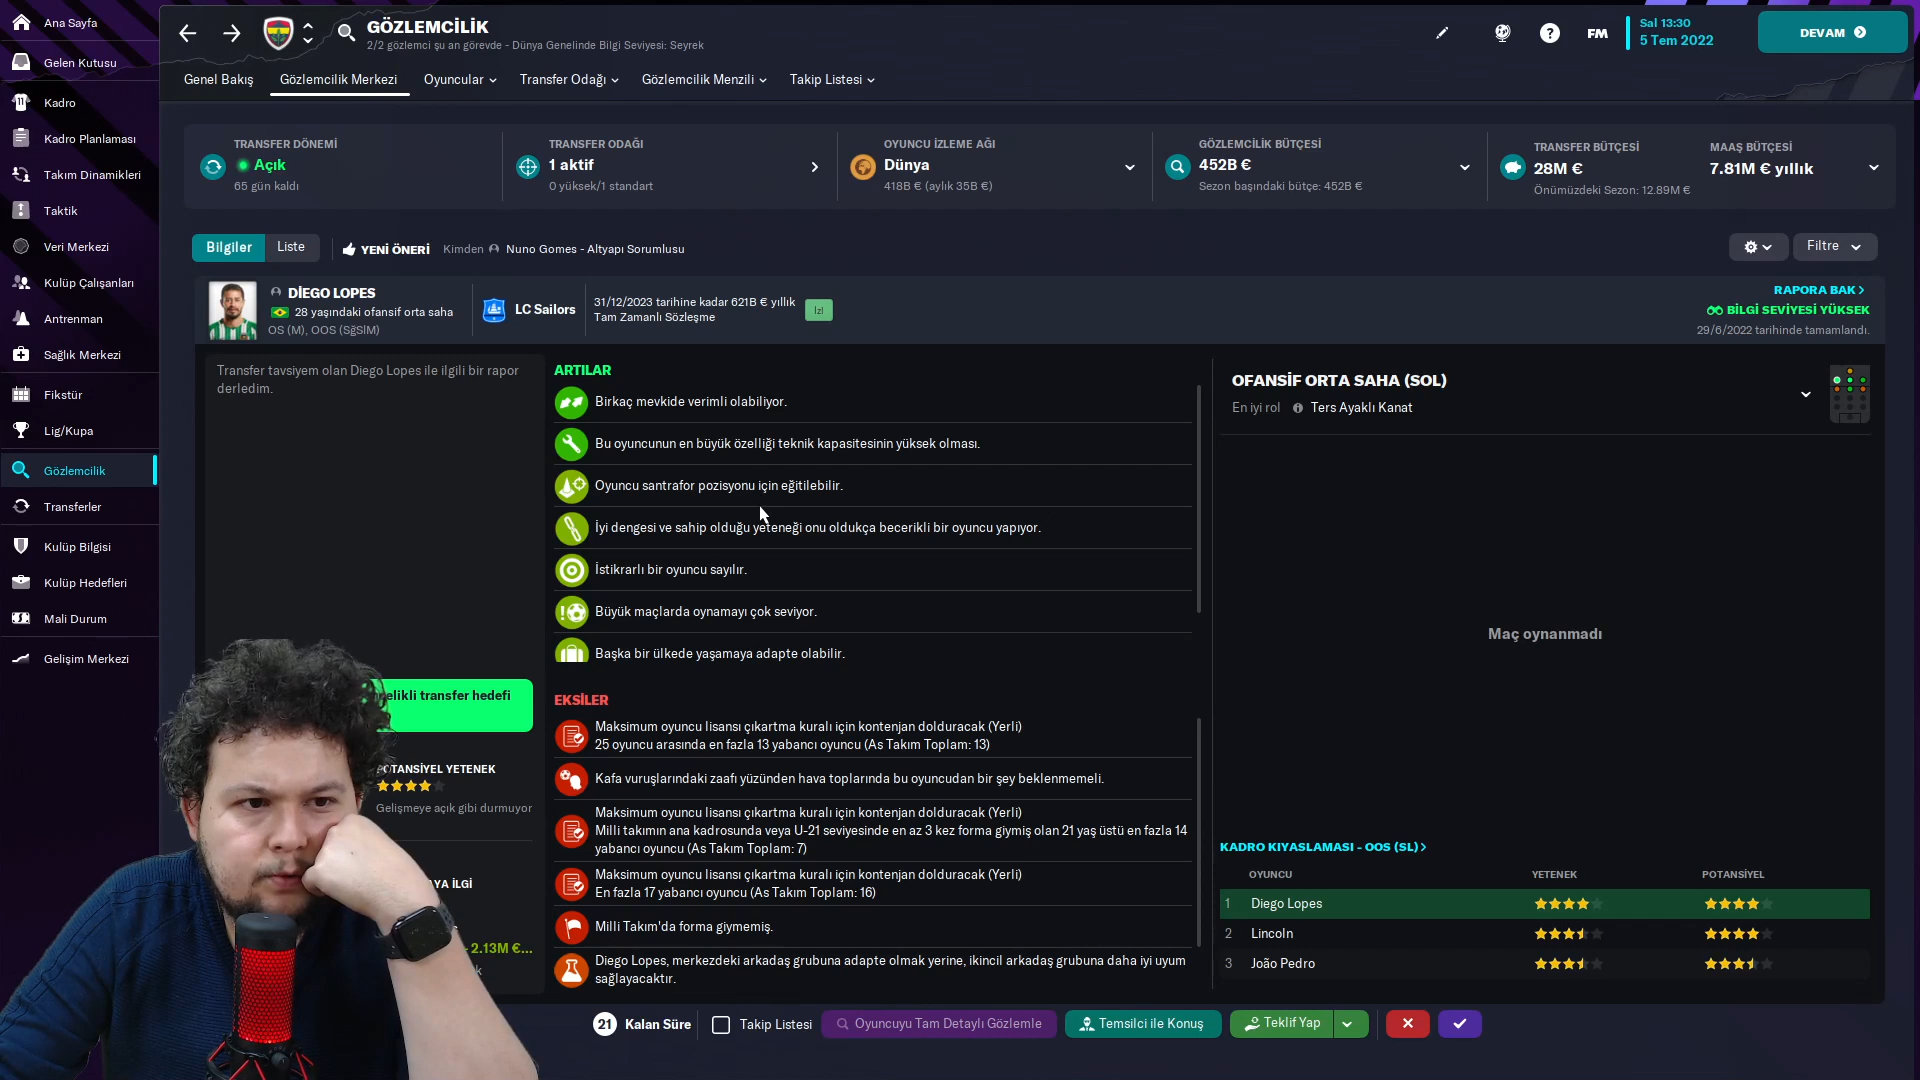 Ana Sayfa
Gelen Kutusu
Kadro
Kadro Planlaması
Takım Dinamikleri
Taktik
Veri Merkezi
Kulüp Çalışanları
Antrenman
Sağlık Merkezi
Fikstür
Lig/Kupa
Gözlemcilik
Transferler
Kulüp Bilgisi
Kulüp Hedefleri
Mali Durum
Gelişim Merkezi
GÖZLEMCİLİK
2/2 gözlemci şu an görevde - Dünya Genelinde Bilgi Seviyesi: Seyrek
FM
Sal 13:30
5 Tem 2022
DEVAM
Genel Bakış
Gözlemcilik Merkezi
Oyuncular
Transfer Odağı
Gözlemcilik Menzili
Takip Listesi
TRANSFER DÖNEMİ
Açık
65 gün kaldı
TRANSFER ODAĞI
1 aktif
0 yüksek/1 standart
OYUNCU İZLEME AĞI
Dünya
418B € (aylık 35B €)
GÖZLEMCİLİK BÜTÇESİ
452B €
Sezon başındaki bütçe: 452B €
TRANSFER BÜTÇESİ
28M €
Önümüzdeki Sezon: 12.89M €
MAAŞ BÜTÇESİ
7.81M € yıllık
Bilgiler
Liste
YENİ ÖNERİ
Kimden Nuno Gomes - Altyapı Sorumlusu
Filtre
DİEGO LOPES
28 yaşındaki ofansif orta saha
OS (M), OOS (SğSlM)
LC Sailors
31/12/2023 tarihine kadar 621B € yıllık
Tam Zamanlı Sözleşme
İzl
RAPORA BAK
BİLGİ SEVİYESİ YÜKSEK
29/6/2022 tarihinde tamamlandı.
Transfer tavsiyem olan Diego Lopes ile ilgili bir rapor
derledim.
elikli transfer hedefi
POTANSİYEL YETENEK
Gelişmeye açık gibi durmuyor
YA İLGİ
- 2.13M €...
ARTILAR
Birkaç mevkide verimli olabiliyor.
Bu oyuncunun en büyük özelliği teknik kapasitesinin yüksek olması.
Oyuncu santrafor pozisyonu için eğitilebilir.
İyi dengesi ve sahip olduğu yeteneği onu oldukça becerikli bir oyuncu yapıyor.
İstikrarlı bir oyuncu sayılır.
Büyük maçlarda oynamayı çok seviyor.
Başka bir ülkede yaşamaya adapte olabilir.
EKSİLER
Maksimum oyuncu lisansı çıkartma kuralı için kontenjan dolduracak (Yerli)
25 oyuncu arasında en fazla 13 yabancı oyuncu (As Takım Toplam: 13)
Kafa vuruşlarındaki zaafı yüzünden hava toplarında bu oyuncudan bir şey beklenmemeli.
Maksimum oyuncu lisansı çıkartma kuralı için kontenjan dolduracak (Yerli)
Milli takımın ana kadrosunda veya U-21 seviyesinde en az 3 kez forma giymiş olan 21 yaş üstü en fazla 14
yabancı oyuncu (As Takım Toplam: 7)
Maksimum oyuncu lisansı çıkartma kuralı için kontenjan dolduracak (Yerli)
En fazla 17 yabancı oyuncu (As Takım Toplam: 16)
Milli Takım'da forma giymemiş.
Diego Lopes, merkezdeki arkadaş grubuna adapte olmak yerine, ikincil arkadaş grubuna daha iyi uyum
sağlayacaktır.
OFANSİF ORTA SAHA (SOL)
En iyi rol Ters Ayaklı Kanat
Maç oynanmadı
KADRO KIYASLAMASI - OOS (SL)
OYUNCU YETENEK POTANSİYEL
1 Diego Lopes
2 Lincoln
3 João Pedro
21 Kalan Süre
Takip Listesi
Oyuncuyu Tam Detaylı Gözlemle
Temsilci ile Konuş
Teklif Yap